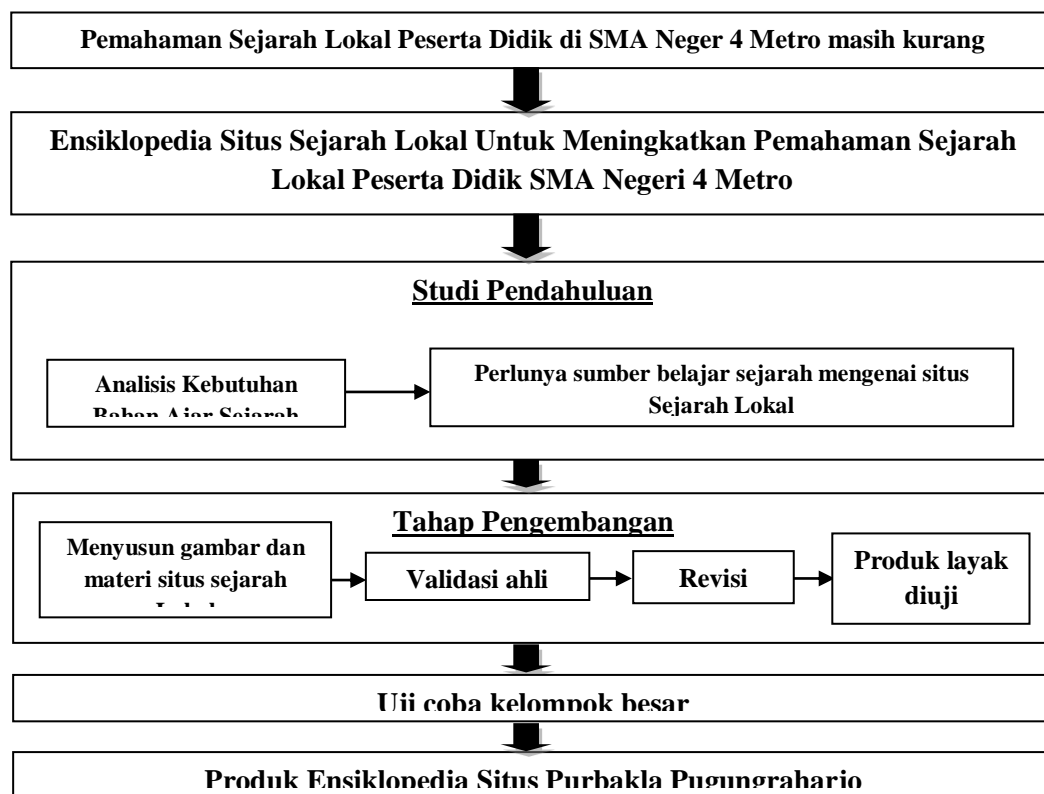 Pemahaman Sejarah Lokal Peserta Didik di SMA Neger 4 Metro masih kurang
Ensiklopedia Situs Sejarah Lokal Untuk Meningkatkan Pemahaman Sejarah
Lokal Peserta Didik SMA Negeri 4 Metro
Studi Pendahuluan
Analisis Kebutuhan
Bahan Ajar Sejarah
Perlunya sumber belajar sejarah mengenai situs
Sejarah Lokal
Tahap Pengembangan
Menyusun gambar dan
materi situs sejarah
Validasi ahli
Revisi
Produk layak
diuji
Uji coba kelompok besar
Produk Ensiklopedia Situs Purbakla Pugungraharjo